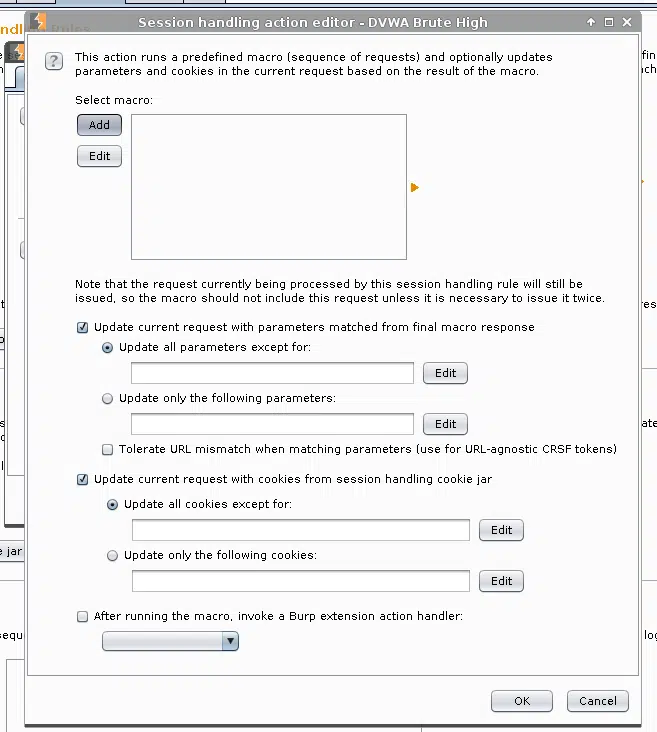 Session handling action editor - DVWA Brute High
This action runs a predefined macro (sequence of requests) and optionally updates
parameters and cookies in the current request based on the result of the macro.
Select macro:
Add
Edit
Note that the request currently being processed by this session handling rule will still be
issued, so the macro should not include this request unless it is necessary to issue it twice.
Update current request with parameters matched from final macro response
Update all parameters except for:
Edit
Update only the following parameters:
Edit
Tolerate URL mismatch when matching parameters (use for URL-agnostic CRSF tokens)
Update current request with cookies from session handling cookie jar
Update all cookies except for:
Edit
Update only the following cookies:
Edit
After running the macro, invoke a Burp extension action handler:
OK
Cancel